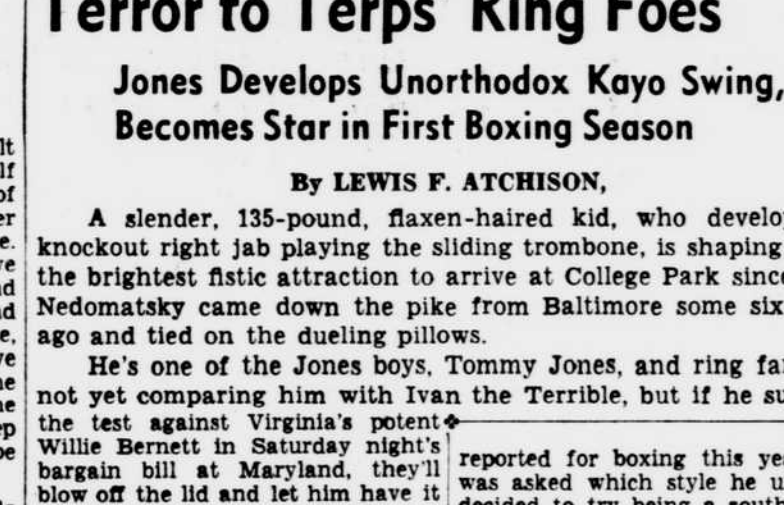 Terror to Terps' Ring Foes
Jones Develops Unorthodox Kayo Swing,
Becomes Star in First Boxing Season
By LEWIS F. ATCHISON,
A slender, 135-pound, flaxen-haired kid, who
knockout right jab playing the sliding trombone, is shaping
the brightest fistic attraction to arrive at College Park
Nedomatsky came down the pike from Baltimore some six
ago and tied on the dueling pillows.
He's one of the Jones boys, Tommy Jones, and ring
not yet comparing him with Ivan the Terrible, but if he
the test against Virginia's potent
Willie Bernett in Saturday night's
bargain bill at Maryland, they'll
blow off the lid and let him have it
reported for boxing this
was asked which style he
decided to try being a